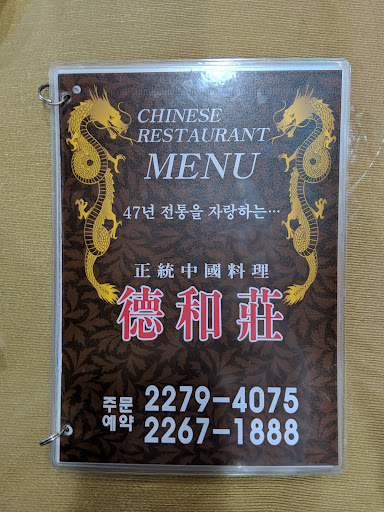 CHINESE
RESTAURANT
MENU
47년 전통을 자랑하는…
正統中國料理
德和莊
주문 2279-4075
예약 2267-1888